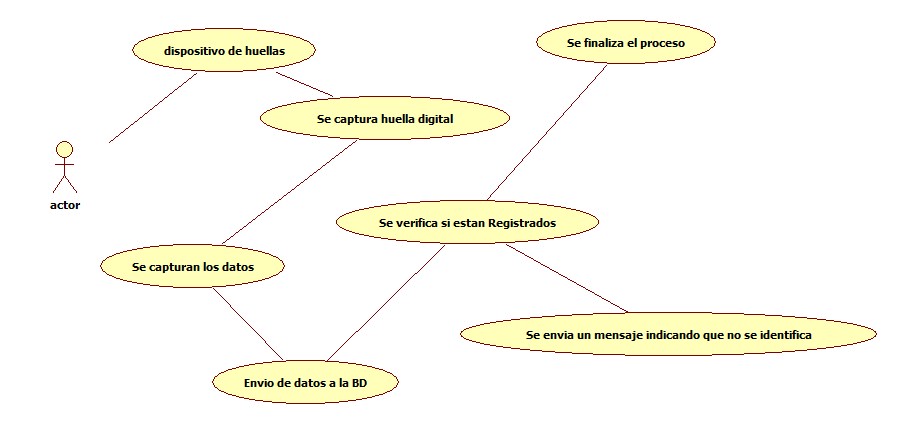 dispositivo de huellas
Se finaliza el proceso
Se captura huella digital
actor
Se verifica si estan Registrados
Se capturan los datos
Se envia un mensaje indicando que no se identifica
Envio de datos a la BD